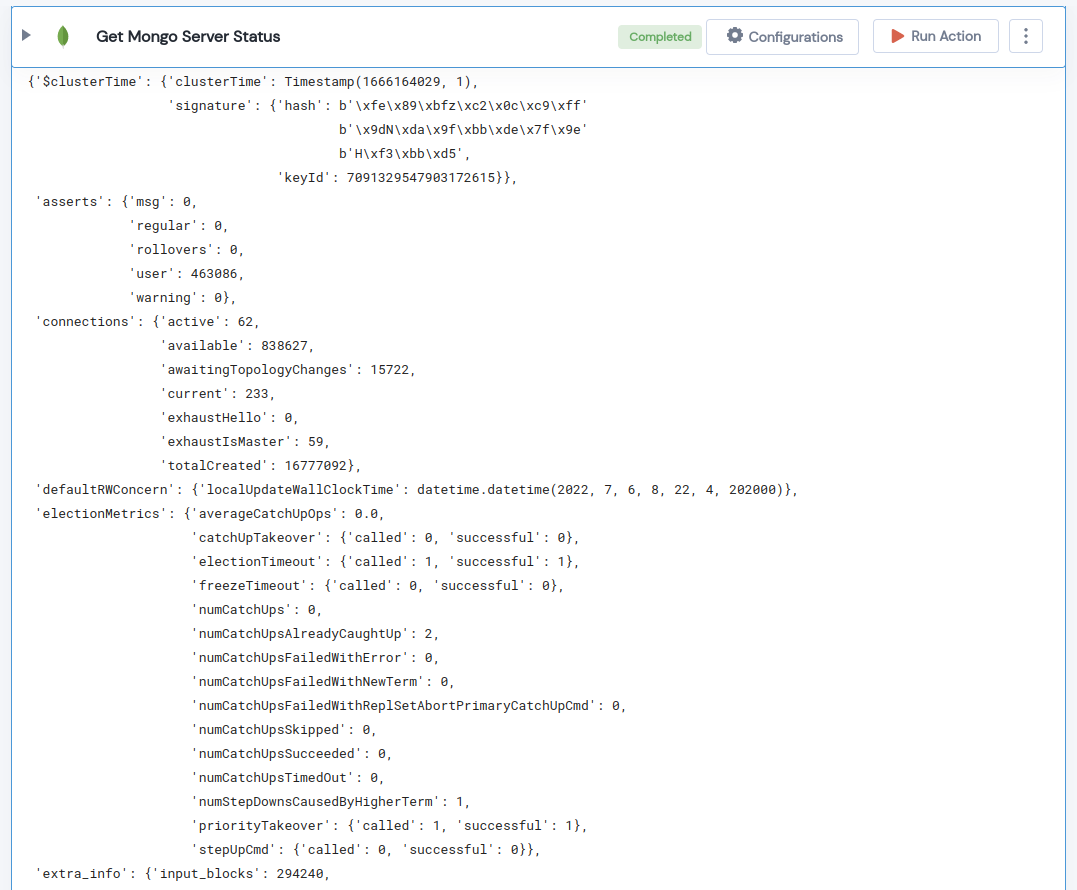 Get Mongo Server Status
Completed
Configurations
Run Action
{'$clusterTime': {'clusterTime': Timestamp(1666164029, 1),
'signature': {'hash': b'\xfe\x89\xbfz\xc2\x0c\xc9\xff'
b'\x9dN\xda\x9f\xbb\xde\x7f\x9e'
b'H\xf3\xbb\xd5',
'keyId': 7091329547903172615}},
'asserts': {'msg': 0,
'regular': 0,
'rollovers': 0,
'user': 463086,
'warning': 0},
'connections': {'active': 62,
'available': 838627,
'awaitingTopologyChanges': 15722,
'current': 233,
'exhaustHello': 0,
'exhaustIsMaster': 59,
'totalCreated': 16777092},
'defaultRWConcern': {'localUpdateWallClockTime': datetime.datetime(2022, 7, 6, 8, 22, 4, 202000)},
'electionMetrics': {'averageCatchUpOps': 0.0,
'catchUpTakeover': {'called': 0, 'successful': 0},
'electionTimeout': {'called': 1, 'successful': 1},
'freezeTimeout': {'called': 0, 'successful': 0},
'numCatchUps': 0,
'numCatchUpsAlreadyCaughtUp': 2,
'numCatchUpsFailedWithError': 0,
'numCatchUpsFailedWithNewTerm': 0,
'numCatchUpsFailedWithReplSetAbortPrimaryCatchUpCmd': 0,
'numCatchUpsSkipped': 0,
'numCatchUpsSucceeded': 0,
'numCatchUpsTimedOut': 0,
'numStepDownsCausedByHigherTerm': 1,
'priorityTakeover': {'called': 1, 'successful': 1},
'stepUpCmd': {'called': 0, 'successful': 0}},
'extra_info': {'input_blocks': 294240,